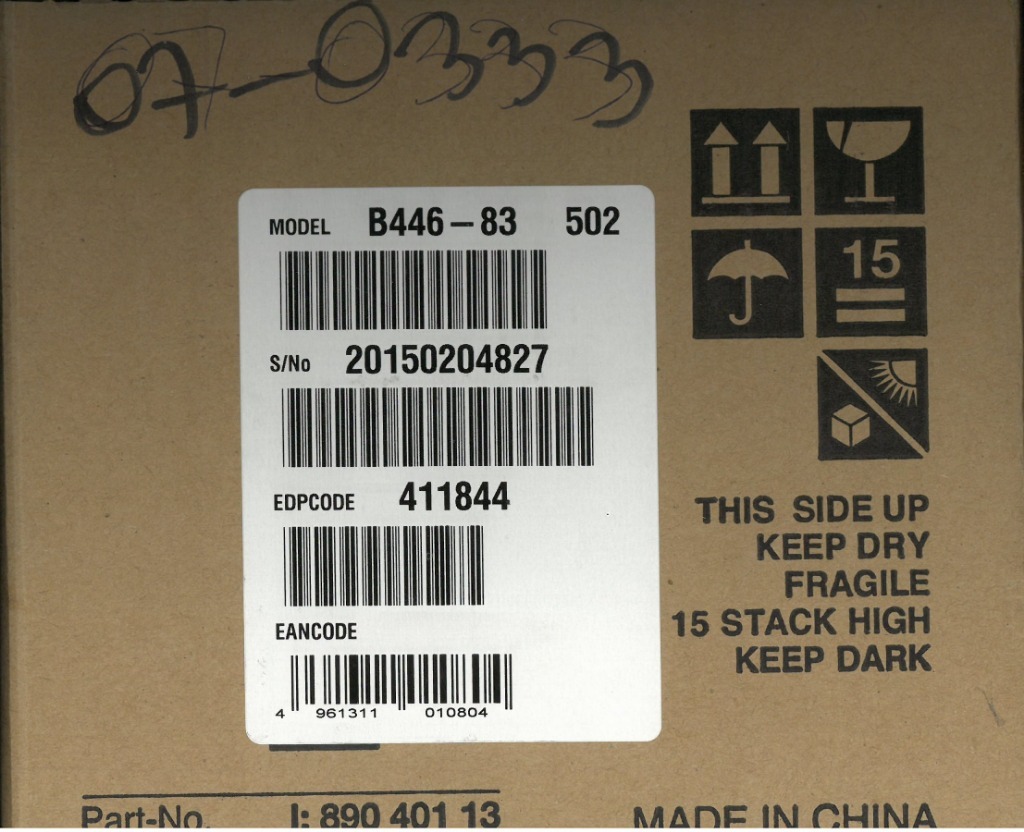 07-0333
MODEL B446-83 502
S/No 20150204827
EDPCODE 411844
EANCODE
4 961311 010804
15
THIS SIDE UP
KEEP DRY
FRAGILE
15 STACK HIGH
KEEP DARK
Part-No. I: 890 401 13
MADE IN CHINA